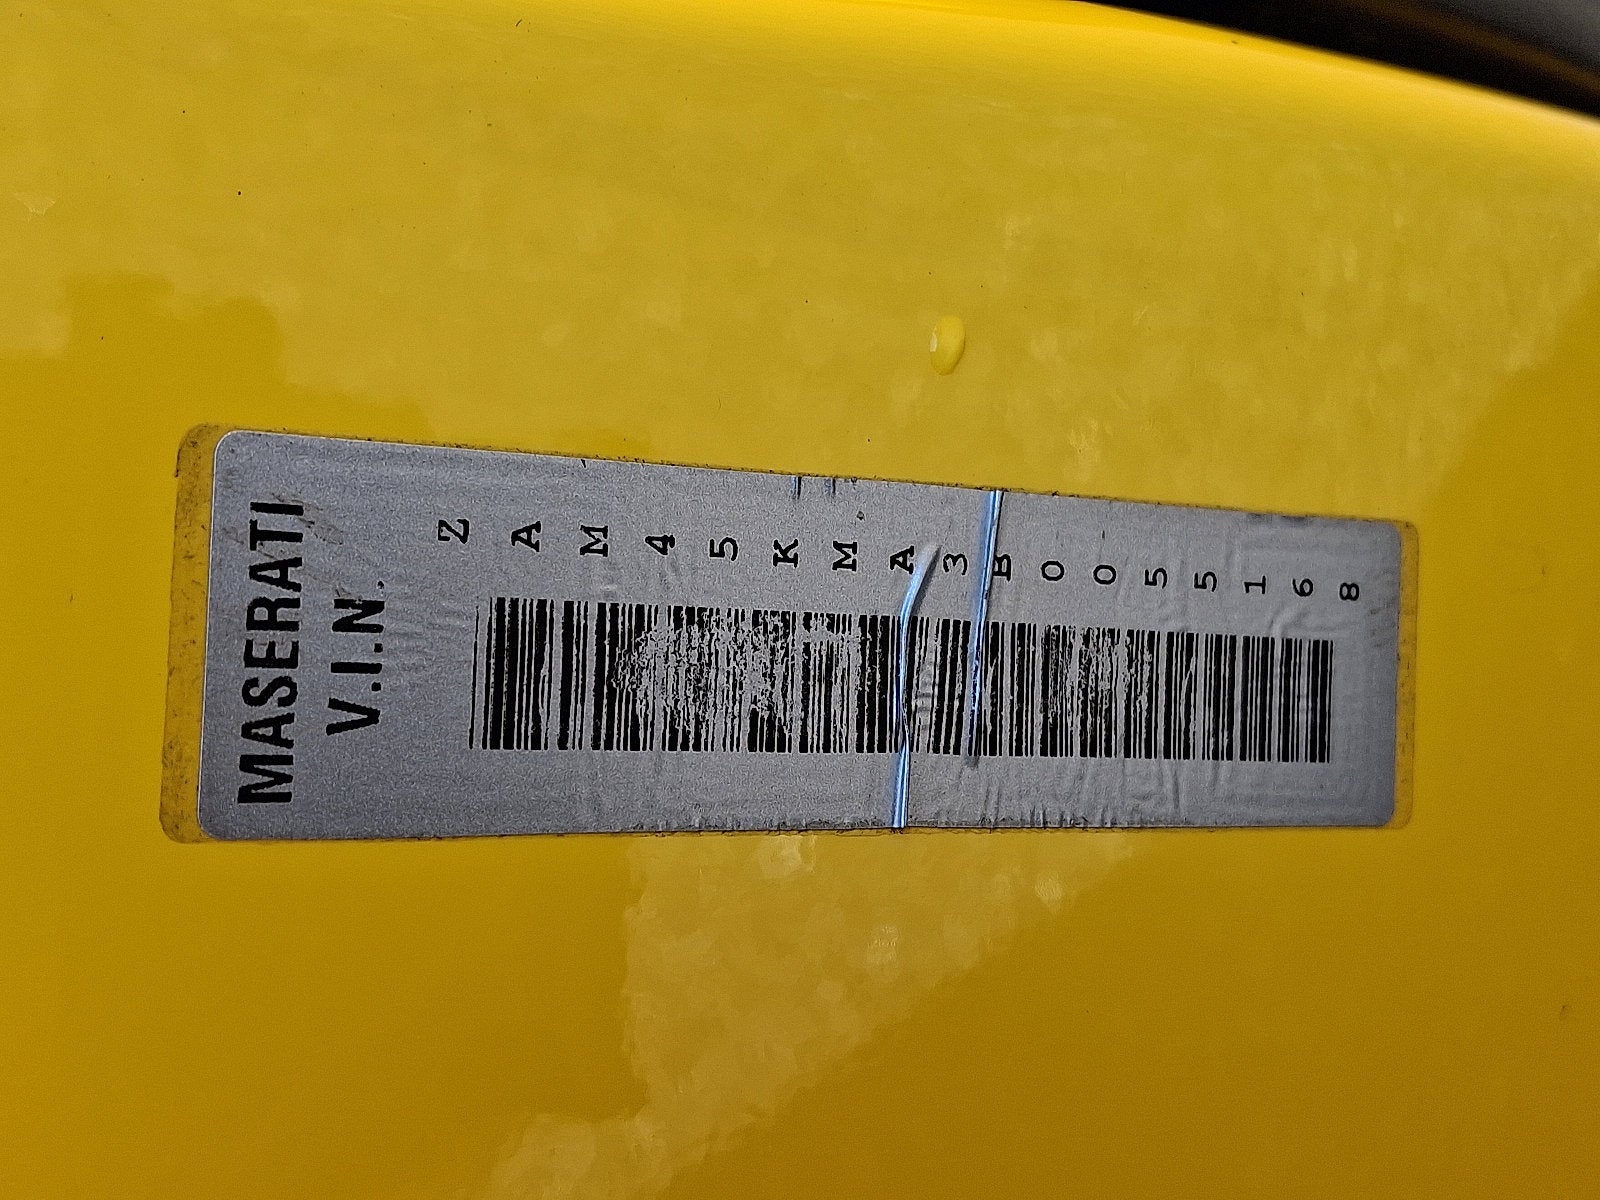 MASERATI
V.I.N.
ZAM45KMA3B0055168